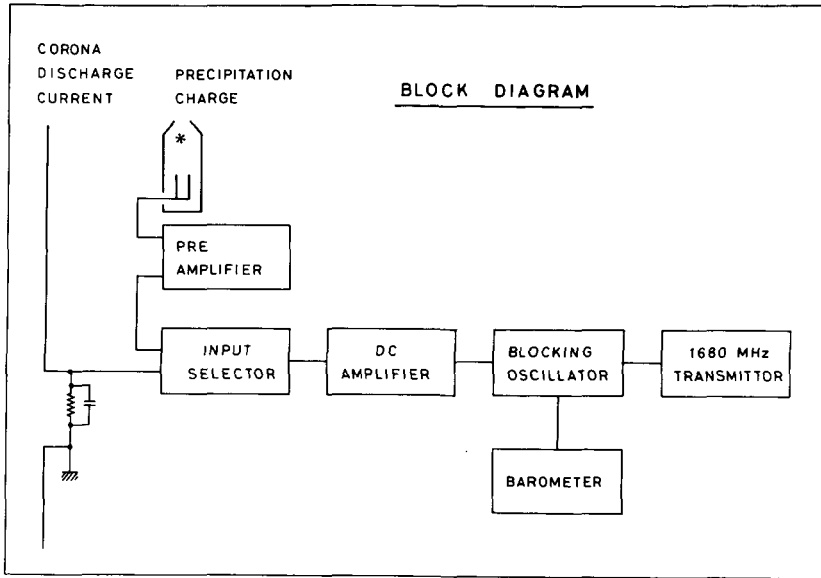 CORONA
DISCHARGE
CURRENT
PRECIPITATION
CHARGE
BLOCK DIAGRAM
*
PRE
AMPLIFIER
INPUT
SELECTOR
DC
AMPLIFIER
BLOCKING
OSCILLATOR
1680 MHz
TRANSMITTOR
BAROMETER